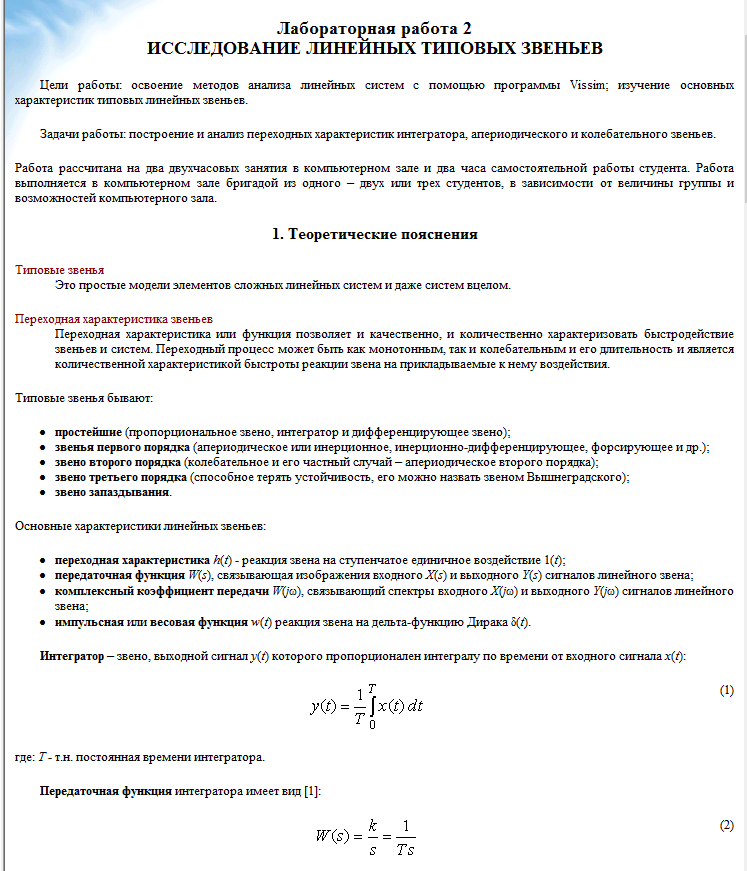 Лабораторная работа 2
ИССЛЕДОВАНИЕ ЛИНЕЙНЫХ ТИПОВЫХ ЗВЕНЬЕВ
Цели работы: освоение методов анализа линейных систем с помощью программы Vissim; изучение основных
характеристик типовых линейных звеньев.
Задачи работы: построение и анализ переходных характеристик интегратора, апериодического и колебательного звеньев.
Работа рассчитана на два двухчасовых занятия в компьютерном зале и два часа самостоятельной работы студента. Работа
выполняется в компьютерном зале бригадой из одного – двух или трех студентов, в зависимости от величины группы и
возможностей компьютерного зала.
1. Теоретические пояснения
Типовые звенья
Это простые модели элементов сложных линейных систем и даже систем вцелом.
Переходная характеристика звеньев
Переходная характеристика или функция позволяет и качественно, и количественно характеризовать быстродействие
звеньев и систем. Переходный процесс может быть как монотонным, так и колебательным и его длительность и является
количественной характеристикой быстроты реакции звена на прикладываемые к нему воздействия.
Типовые звенья бывают:
• простейшие (пропорциональное звено, интегратор и дифференцирующее звено);
• звенья первого порядка (апериодическое или инерционное, инерционно-дифференцирующее, форсирующее и др.);
• звено второго порядка (колебательное и его частный случай – апериодическое второго порядка);
• звено третьего порядка (способное терять устойчивость, его можно назвать звеном Вышнеградского);
• звено запаздывания.
Основные характеристики линейных звеньев:
• переходная характеристика h(t) - реакция звена на ступенчатое единичное воздействие 1(t);
• передаточная функция W(s), связывающая изображения входного X(s) и выходного Y(s) сигналов линейного звена;
• комплексный коэффициент передачи W(jω), связывающий спектры входного X(jω) и выходного Y(jω) сигналов линейного
звена;
• импульсная или весовая функция w(t) реакция звена на дельта-функцию Дирака δ(t).
Интегратор – звено, выходной сигнал y(t) которого пропорционален интегралу по времени от входного сигнала x(t):
y(t) = 1/T ∫₀ᵀ x(t) dt (1)
где: T - т.н. постоянная времени интегратора.
Передаточная функция интегратора имеет вид [1]:
W(s) = k/s = 1/Ts (2)